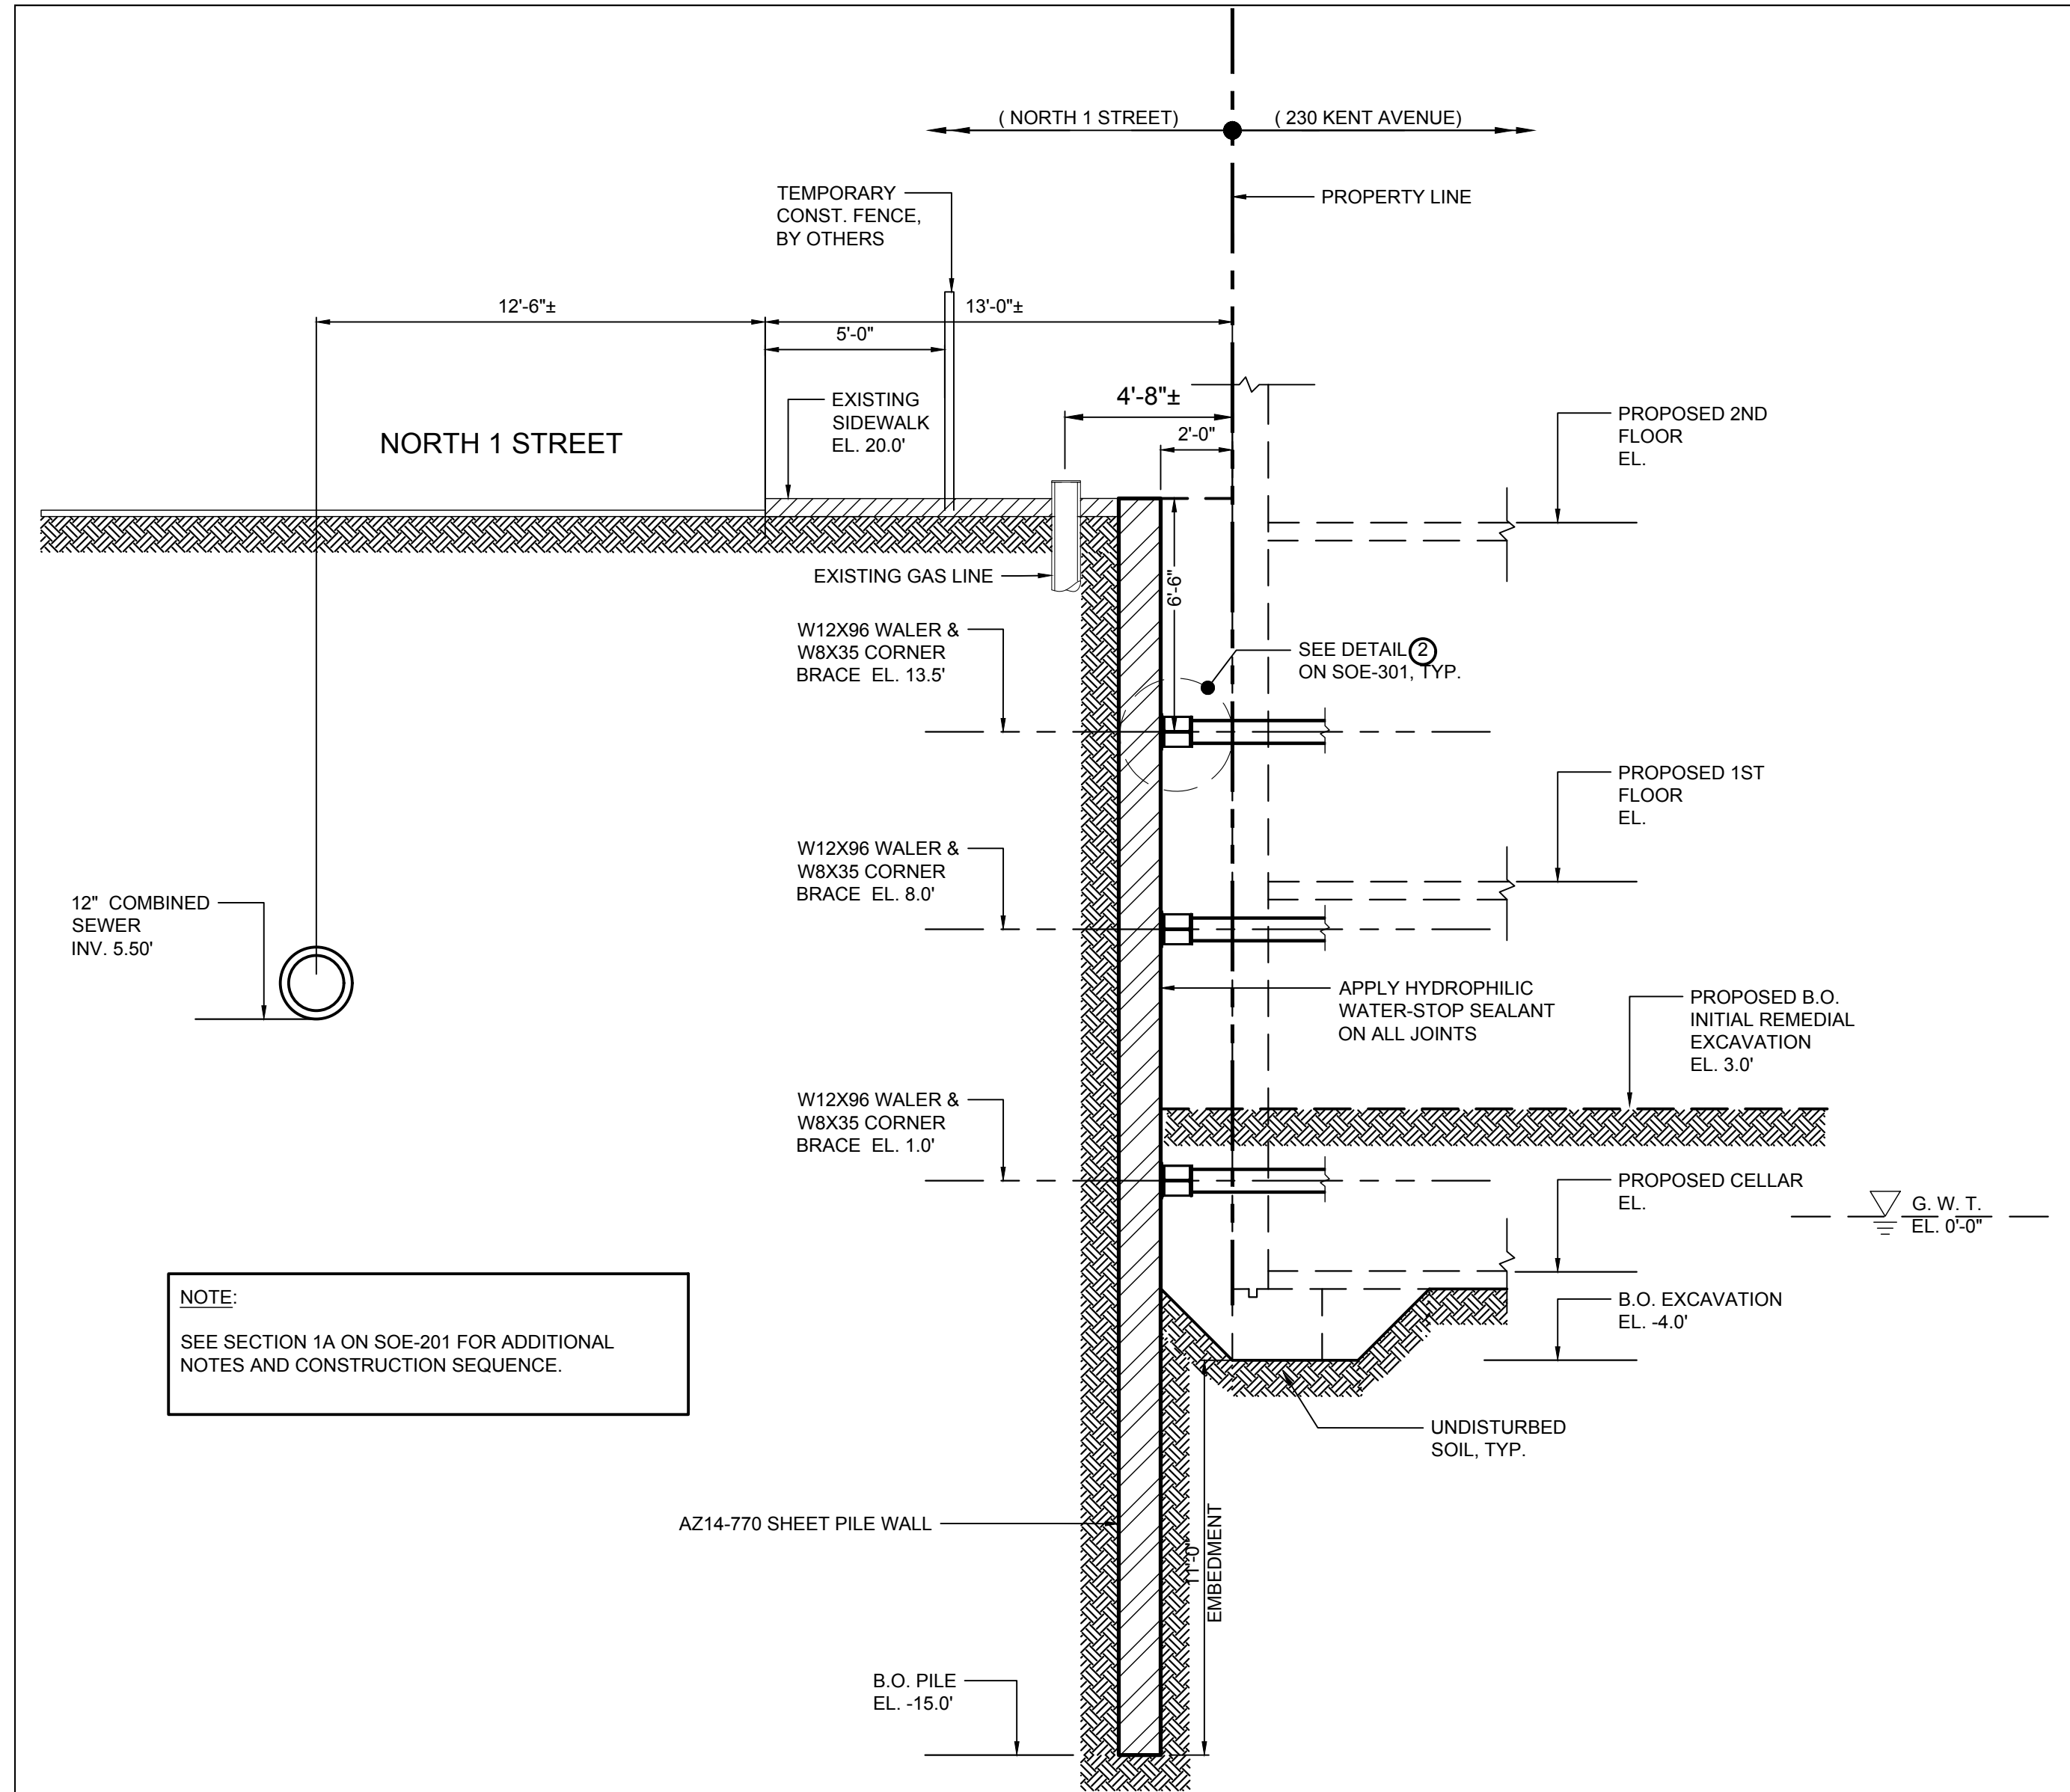 ( NORTH 1 STREET)
( 230 KENT AVENUE)
TEMPORARY
CONST. FENCE,
BY OTHERS
PROPERTY LINE
12'-6"±
13'-0"±
5'-0"
4'-8"±
2'-0"
EXISTING
SIDEWALK
EL. 20.0'
NORTH 1 STREET
PROPOSED 2ND
FLOOR
EL.
EXISTING GAS LINE
6'-6"
W12X96 WALER &
W8X35 CORNER
BRACE EL. 13.5'
SEE DETAIL 2
ON SOE-301, TYP.
PROPOSED 1ST
FLOOR
EL.
W12X96 WALER &
W8X35 CORNER
BRACE EL. 8.0'
12" COMBINED
SEWER
INV. 5.50'
APPLY HYDROPHILIC
WATER-STOP SEALANT
ON ALL JOINTS
PROPOSED B.O.
INITIAL REMEDIAL
EXCAVATION
EL. 3.0'
W12X96 WALER &
W8X35 CORNER
BRACE EL. 1.0'
PROPOSED CELLAR
EL.
G. W. T.
EL. 0'-0"
NOTE:
SEE SECTION 1A ON SOE-201 FOR ADDITIONAL
NOTES AND CONSTRUCTION SEQUENCE.
B.O. EXCAVATION
EL. -4.0'
UNDISTURBED
SOIL, TYP.
AZ14-770 SHEET PILE WALL
11'-0"
EMBEDMENT
B.O. PILE
EL. -15.0'